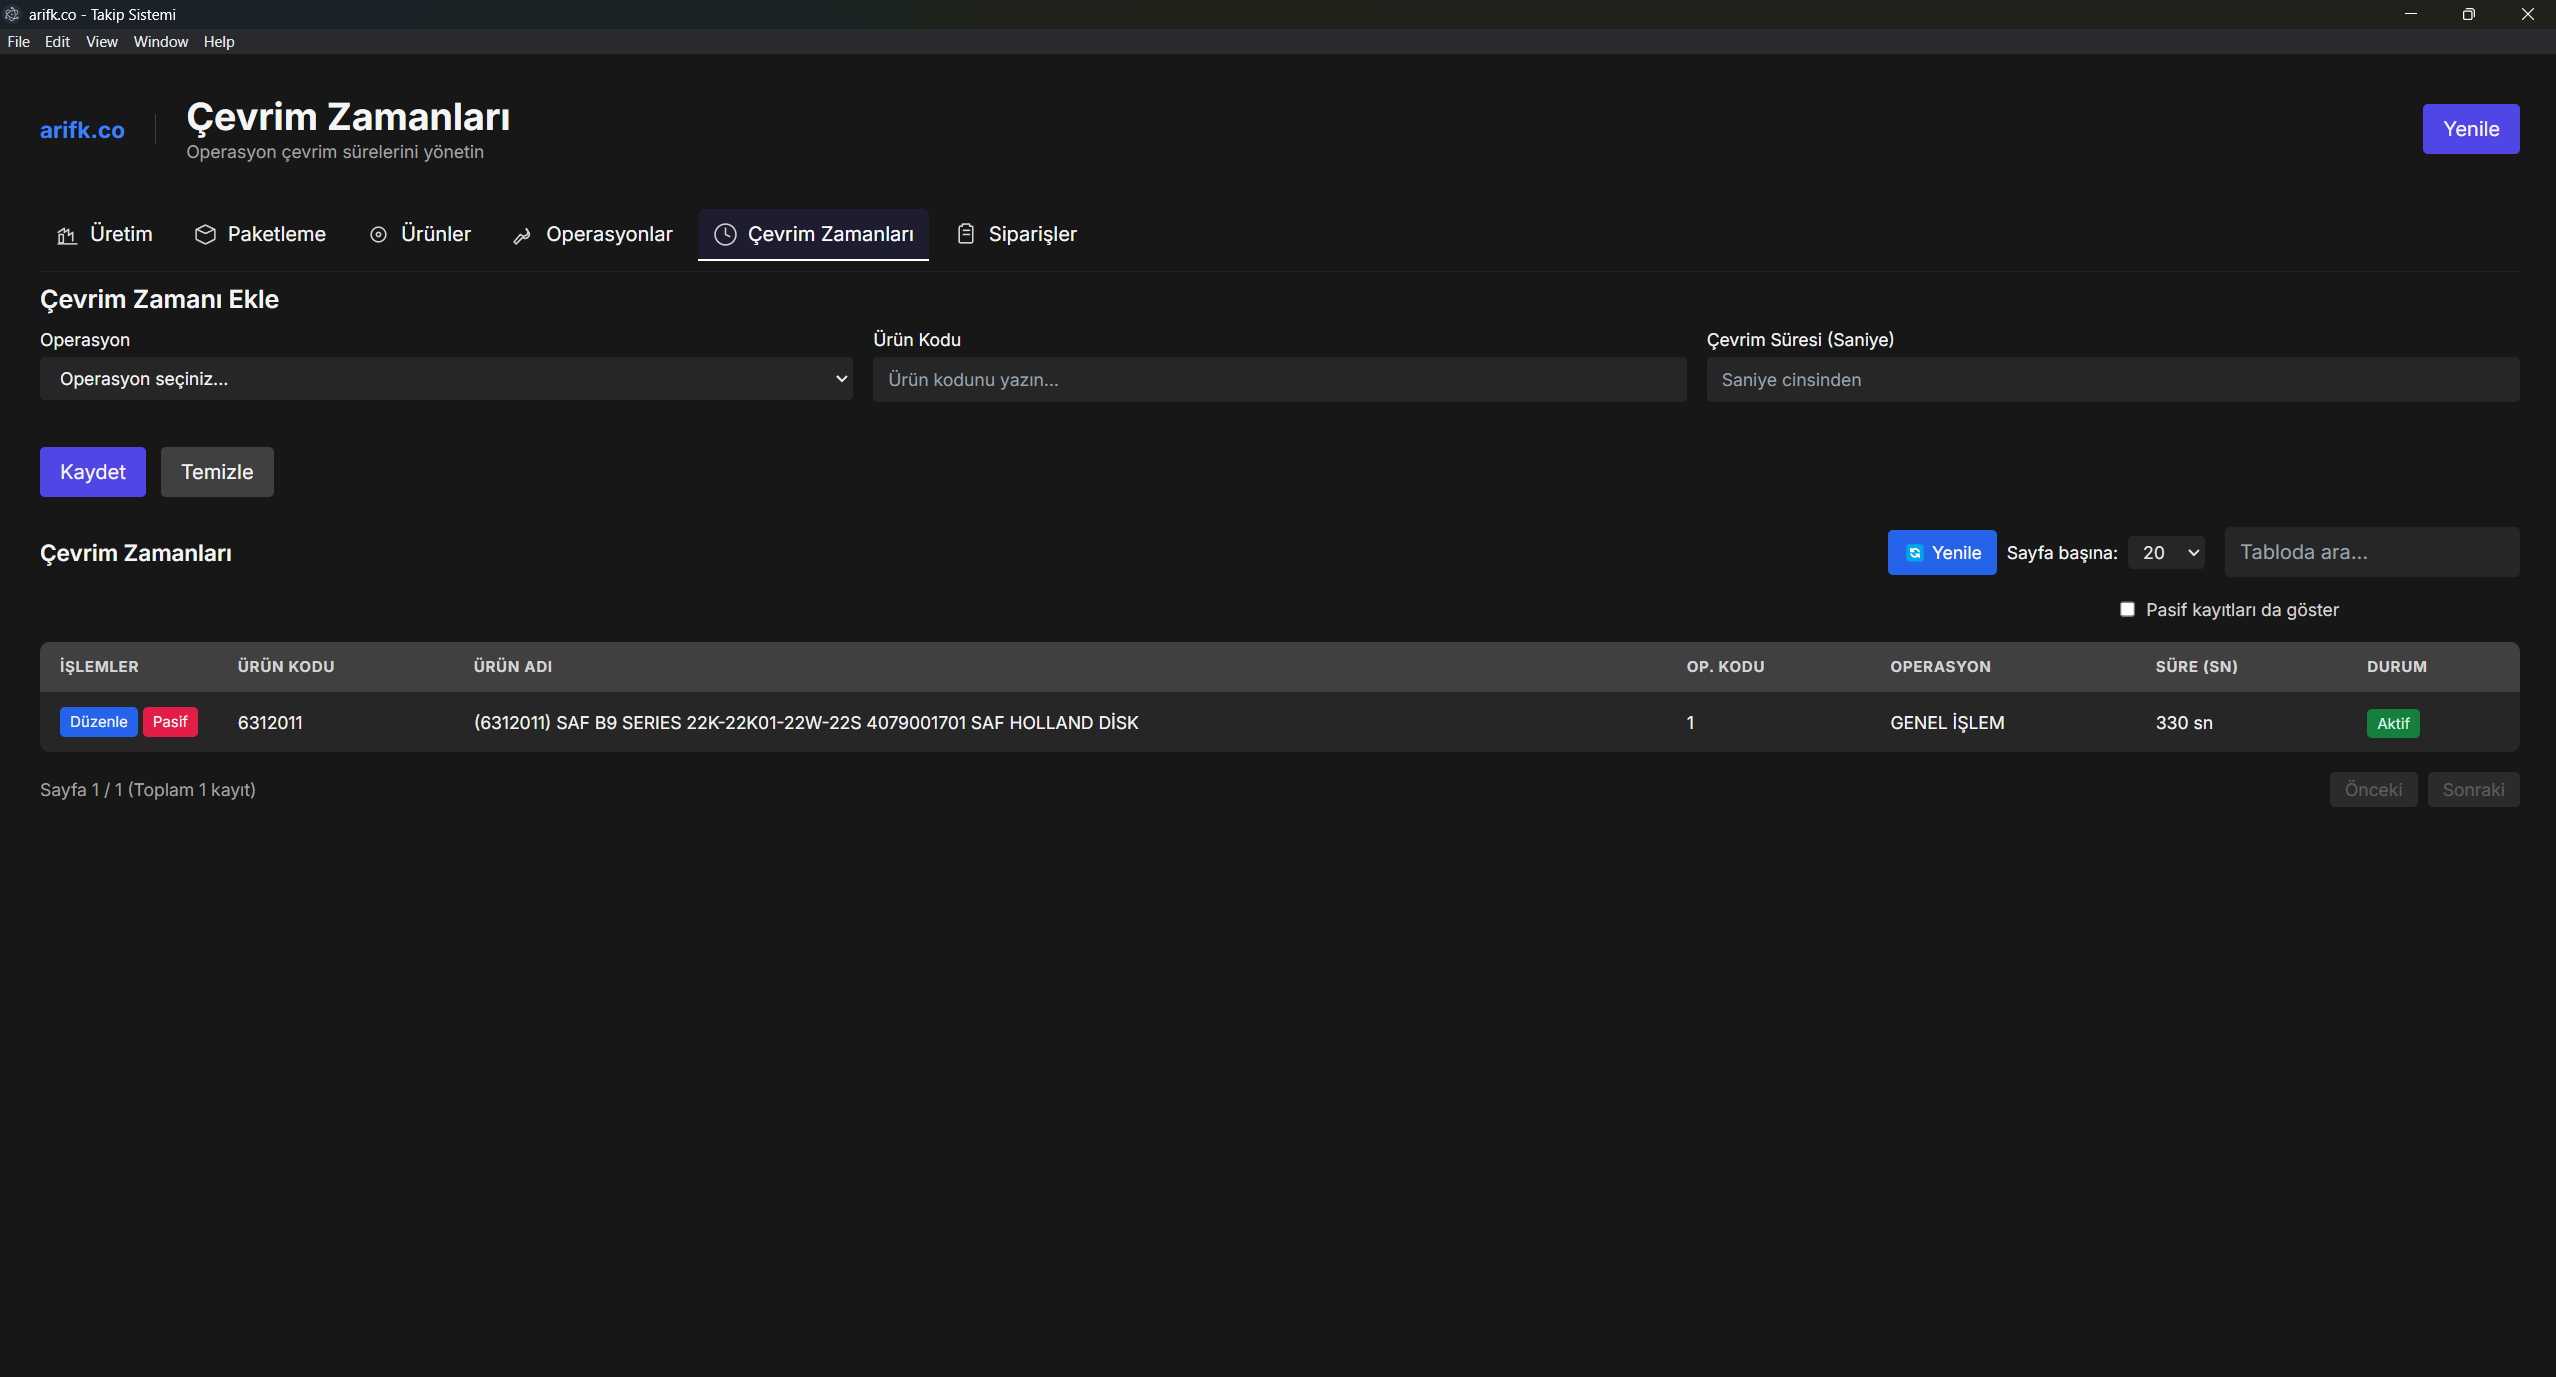 arifk.co - Takip Sistemi
File Edit View Window Help
arifk.co
Çevrim Zamanları
Operasyon çevrim sürelerini yönetin
Yenile
Üretim Paketleme Ürünler Operasyonlar Çevrim Zamanları Siparişler
Çevrim Zamanı Ekle
Operasyon Ürün Kodu Çevrim Süresi (Saniye)
Operasyon seçiniz... Ürün kodunu yazın... Saniye cinsinden
Kaydet Temizle
Çevrim Zamanları Yenile Sayfa başına: 20 Tabloda ara...
Pasif kayıtları da göster
İŞLEMLER ÜRÜN KODU ÜRÜN ADI OP. KODU OPERASYON SÜRE (SN) DURUM
Düzenle Pasif 6312011 (6312011) SAF B9 SERIES 22K-22K01-22W-22S 4079001701 SAF HOLLAND DİSK 1 GENEL İŞLEM 330 sn Aktif
Sayfa 1 / 1 (Toplam 1 kayıt) Önceki Sonraki